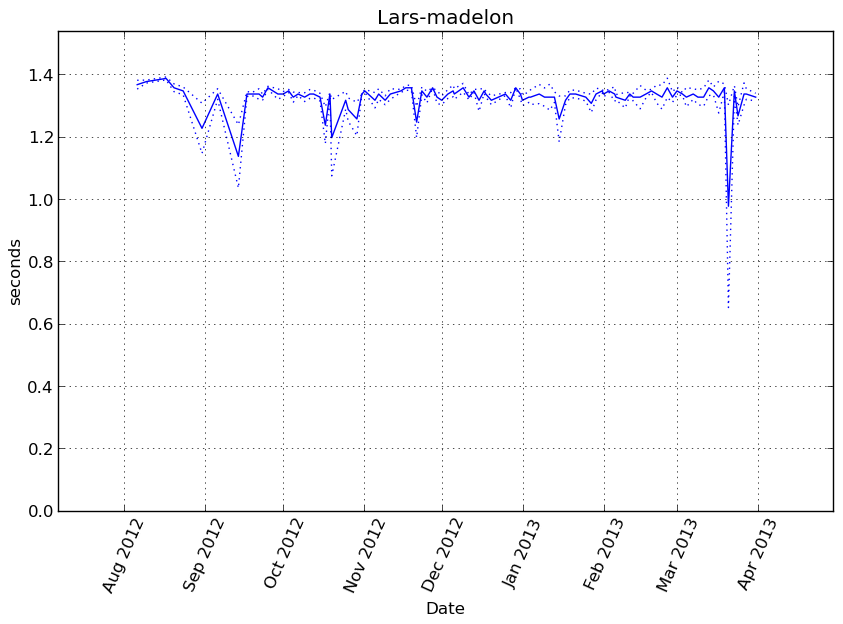 Lars-madelon
1.4
1.2
1.0
0.8
0.6
0.4
0.2
0.0
seconds
Aug 2012
Sep 2012
Oct 2012
Nov 2012
Dec 2012
Jan 2013
Feb 2013
Mar 2013
Apr 2013
Date